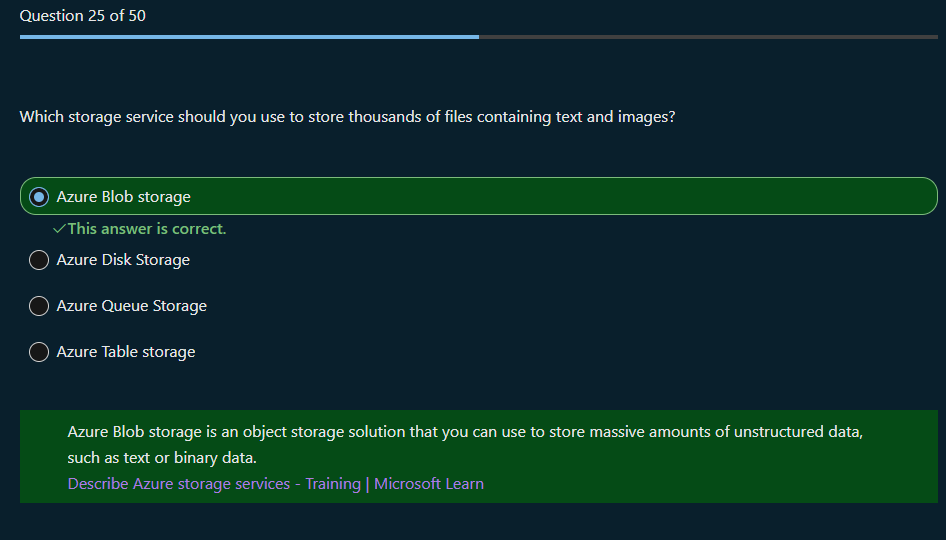 Question 25 of 50
Which storage service should you use to store thousands of files containing text and images?
Azure Blob storage
✓This answer is correct.
Azure Disk Storage
Azure Queue Storage
Azure Table storage
Azure Blob storage is an object storage solution that you can use to store massive amounts of unstructured data,
such as text or binary data.
Describe Azure storage services - Training | Microsoft Learn